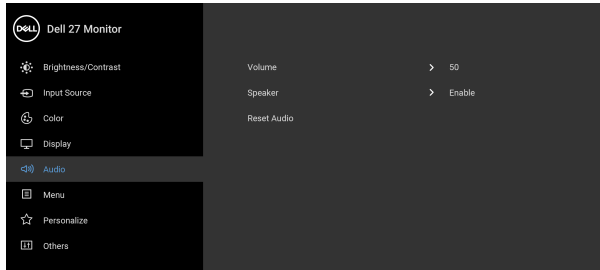 DELL Dell 27 Monitor
Brightness/Contrast
Input Source
Color
Display
Audio
Menu
Personalize
Others
Volume 50
Speaker Enable
Reset Audio